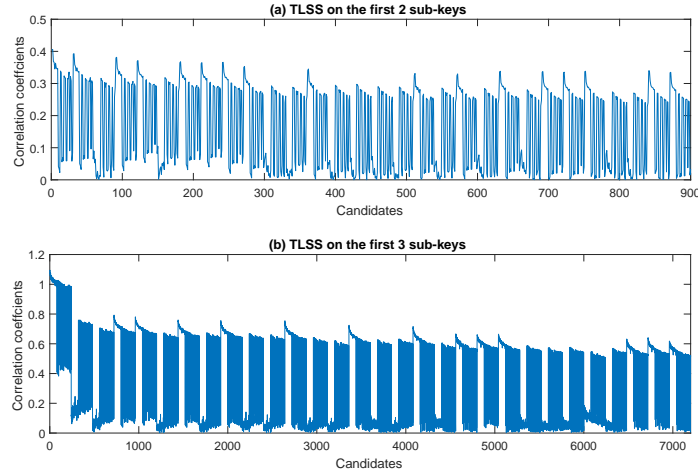 (a) TLSS on the first 2 sub-keys
0.5
0.4
0.3
0.2
0.1
0
Correlation coeffcients
0 100 200 300 400 500 600 700 800 900
Candidates
(b) TLSS on the first 3 sub-keys
1.2
1
0.8
0.6
0.4
0.2
0
Correlation coeffcients
0 1000 2000 3000 4000 5000 6000 7000
Candidates